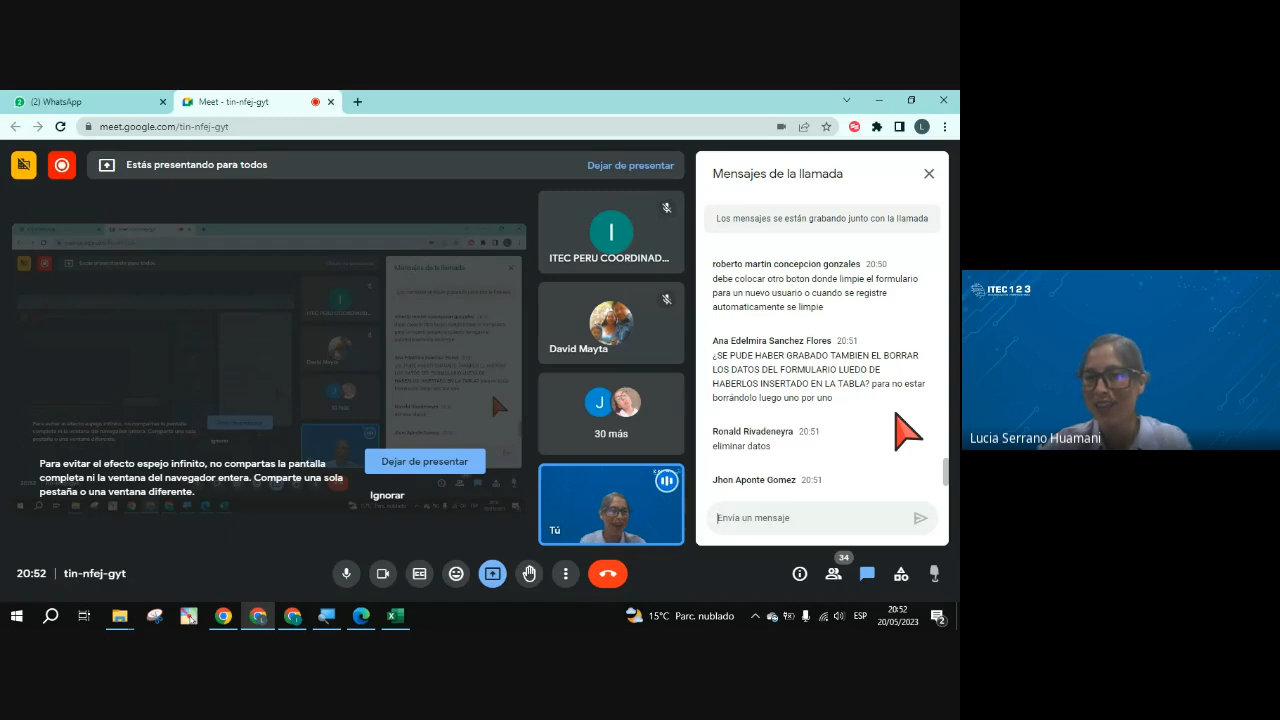 (2) WhatsApp
Meet - tin-nfej-gyt
meet.google.com/tin-nfej-gyt
L
Estás presentando para todos
Dejar de presentar
Mensajes de la llamada
Los mensajes se están grabando junto con la llamada
roberto martin concepcion gonzales 20:50
debe colocar otro boton donde limpie el formulario
para un nuevo usuario o cuando se registre
automaticamente se limpie
Ana Edelmira Sanchez Flores 20:51
¿SE PUDE HABER GRABADO TAMBIEN EL BORRAR
LOS DATOS DEL FORMULARIO LUEDO DE
HABERLOS INSERTADO EN LA TABLA? para no estar
borrándolo luego uno por uno
Ronald Rivadeneyra 20:51
eliminar datos
Jhon Aponte Gomez 20:51
Envía un mensaje
I
ITEC PERU COORDINAD...
David Mayta
J
30 más
Tú
Para evitar el efecto espejo infinito, no compartas la pantalla
completa ni la ventana del navegador entera. Comparte una sola
pestaña o una ventana diferente.
Dejar de presentar
Ignorar
20:52 | tin-nfej-gyt
34
15°C Parc. nublado
ESP
20:52
20/05/2023
2
ITEC 1 2 3
Lucia Serrano Huamani